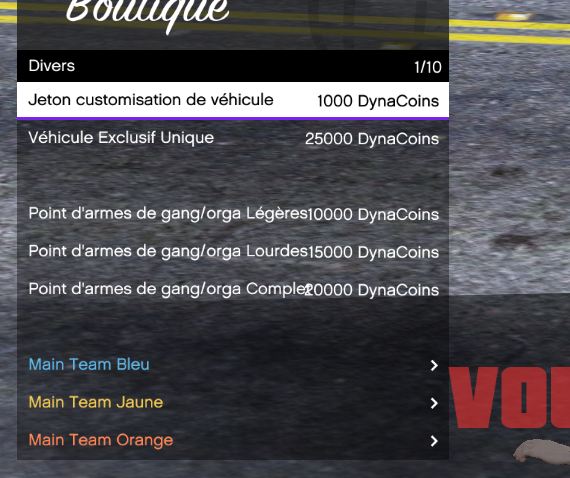 Boutique
Divers 1/10
Jeton customisation de véhicule 1000 DynaCoins
Véhicule Exclusif Unique 25000 DynaCoins
Point d'armes de gang/orga Légères 10000 DynaCoins
Point d'armes de gang/orga Lourdes 15000 DynaCoins
Point d'armes de gang/orga Complet 20000 DynaCoins
Main Team Bleu
Main Team Jaune
Main Team Orange